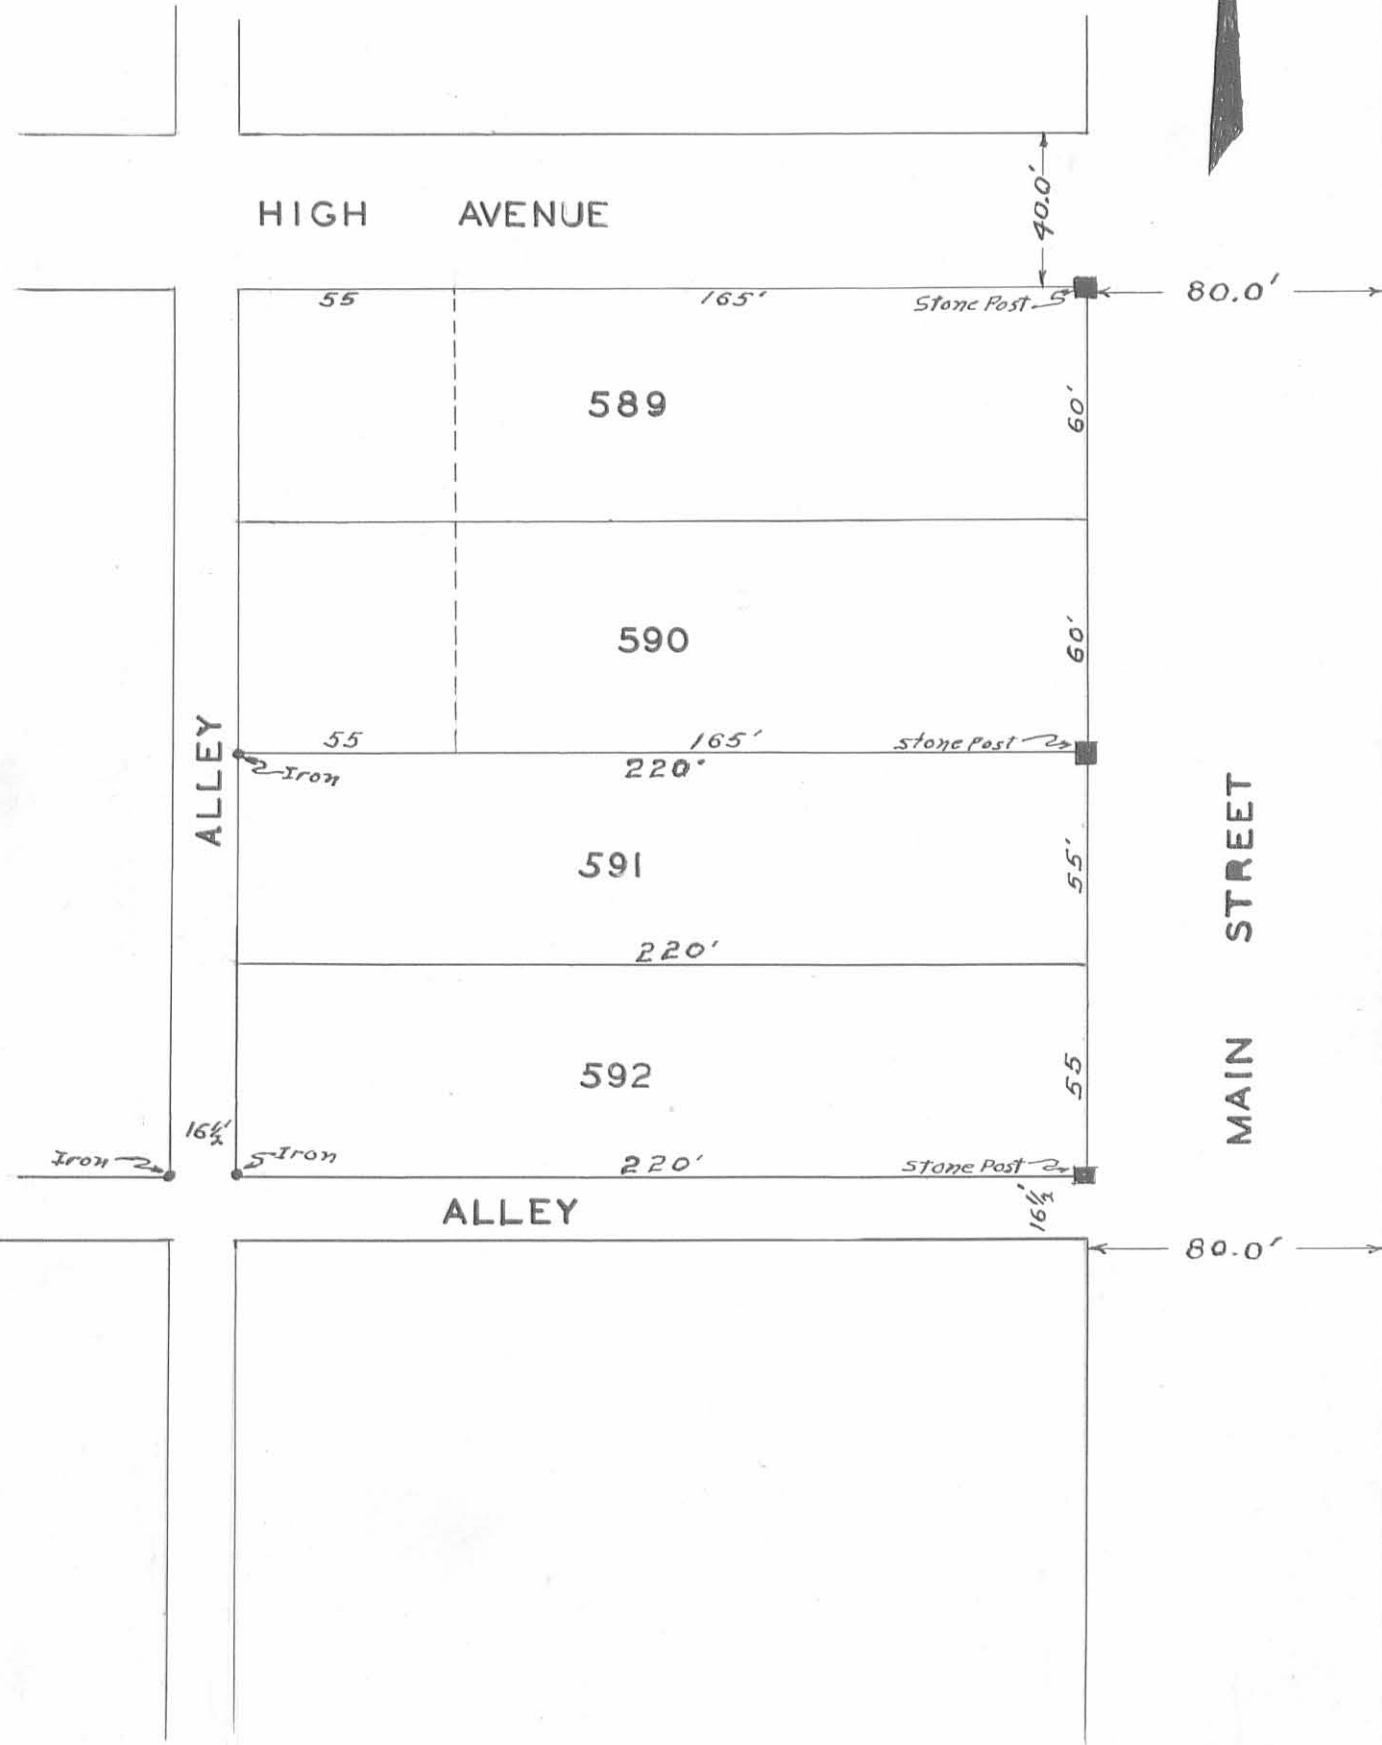 40.0'
HIGH AVENUE
55 165' Stone Post
80.0'
589
60'
590
60'
55 165' Stone Post
Iron
220'
ALLEY
591
55'
220'
MAIN STREET
592
55
16½'
Iron
Iron
220' Stone Post
16½'
ALLEY
80.0'